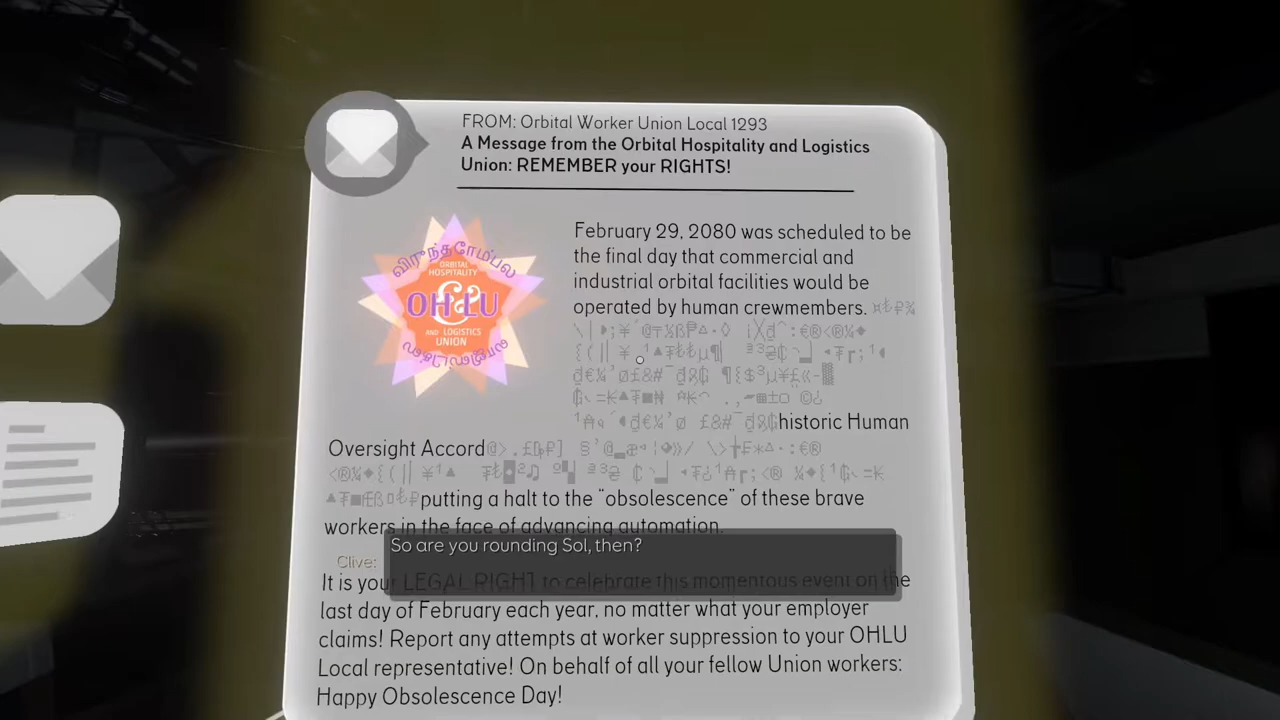 FROM: Orbital Worker Union Local 1293
A Message from the Orbital Hospitality and Logistics
Union: REMEMBER your RIGHTS!
ORBITAL
HOSPITALITY
&
OHLU
AND LOGISTICS
UNION
February 29, 2080 was scheduled to be
the final day that commercial and
industrial orbital facilities would be
operated by human crewmembers.
historic Human
Oversight Accord
putting a halt to the “obsolescence” of these brave
workers in the face of advancing automation.
So are you rounding Sol, then?
Clive:
It is your LEGAL RIGHT to celebrate this momentous event on the
last day of February each year, no matter what your employer
claims! Report any attempts at worker suppression to your OHLU
Local representative! On behalf of all your fellow Union workers:
Happy Obsolescence Day!